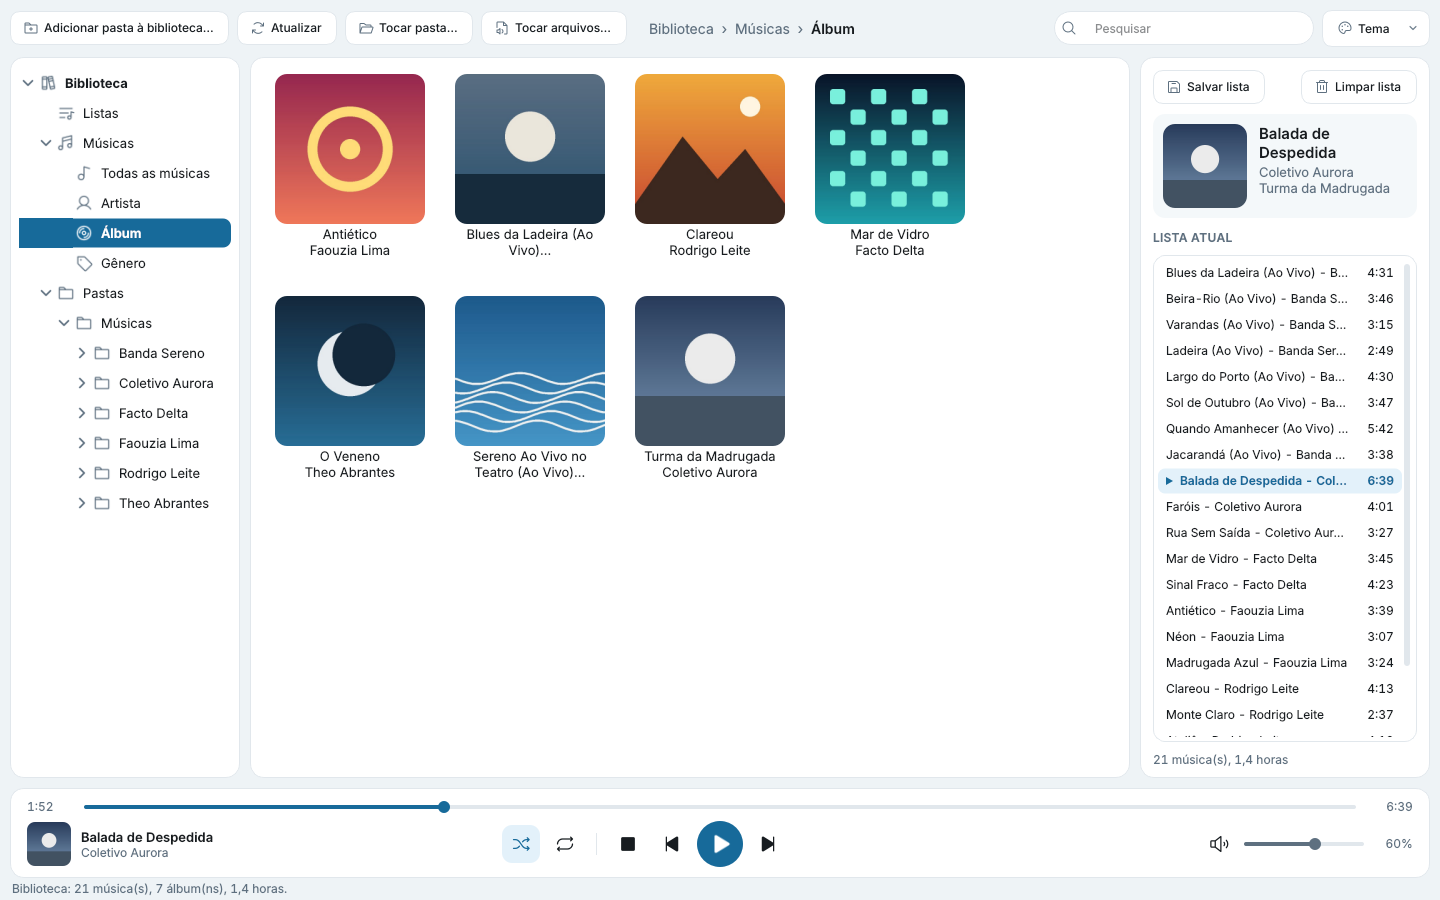 Adicionar pasta à biblioteca...
Atualizar
Tocar pasta...
Tocar arquivos...
Biblioteca › Músicas › Álbum
Pesquisar
Tema
Biblioteca
Listas
Músicas
Todas as músicas
Artista
Álbum
Gênero
Pastas
Músicas
Banda Sereno
Coletivo Aurora
Facto Delta
Faouzia Lima
Rodrigo Leite
Theo Abrantes
Antiético
Faouzia Lima
Blues da Ladeira (Ao
Vivo)...
Clareou
Rodrigo Leite
Mar de Vidro
Facto Delta
O Veneno
Theo Abrantes
Sereno Ao Vivo no
Teatro (Ao Vivo)...
Turma da Madrugada
Coletivo Aurora
Salvar lista
Limpar lista
Balada de
Despedida
Coletivo Aurora
Turma da Madrugada
LISTA ATUAL
Blues da Ladeira (Ao Vivo) - B... 4:31
Beira-Rio (Ao Vivo) - Banda S... 3:46
Varandas (Ao Vivo) - Banda S... 3:15
Ladeira (Ao Vivo) - Banda Ser... 2:49
Largo do Porto (Ao Vivo) - Ba... 4:30
Sol de Outubro (Ao Vivo) - Ba... 3:47
Quando Amanhecer (Ao Vivo) ... 5:42
Jacarandá (Ao Vivo) - Banda ... 3:38
Balada de Despedida - Col... 6:39
Faróis - Coletivo Aurora 4:01
Rua Sem Saída - Coletivo Aur... 3:27
Mar de Vidro - Facto Delta 3:45
Sinal Fraco - Facto Delta 4:23
Antiético - Faouzia Lima 3:39
Néon - Faouzia Lima 3:07
Madrugada Azul - Faouzia Lima 3:24
Clareou - Rodrigo Leite 4:13
Monte Claro - Rodrigo Leite 2:37
21 música(s), 1,4 horas
1:52
6:39
Balada de Despedida
Coletivo Aurora
60%
Biblioteca: 21 música(s), 7 álbum(ns), 1,4 horas.